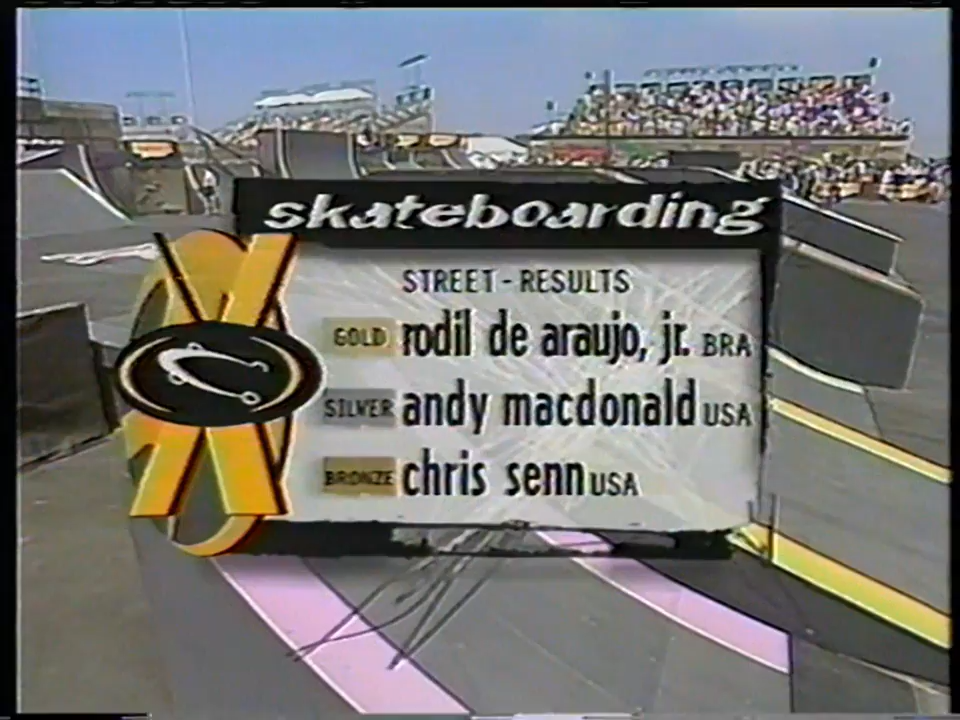 skateboarding
STREET - RESULTS
GOLD rodil de araujo, jr. BRA
SILVER andy macdonald USA
BRONZE chris senn USA